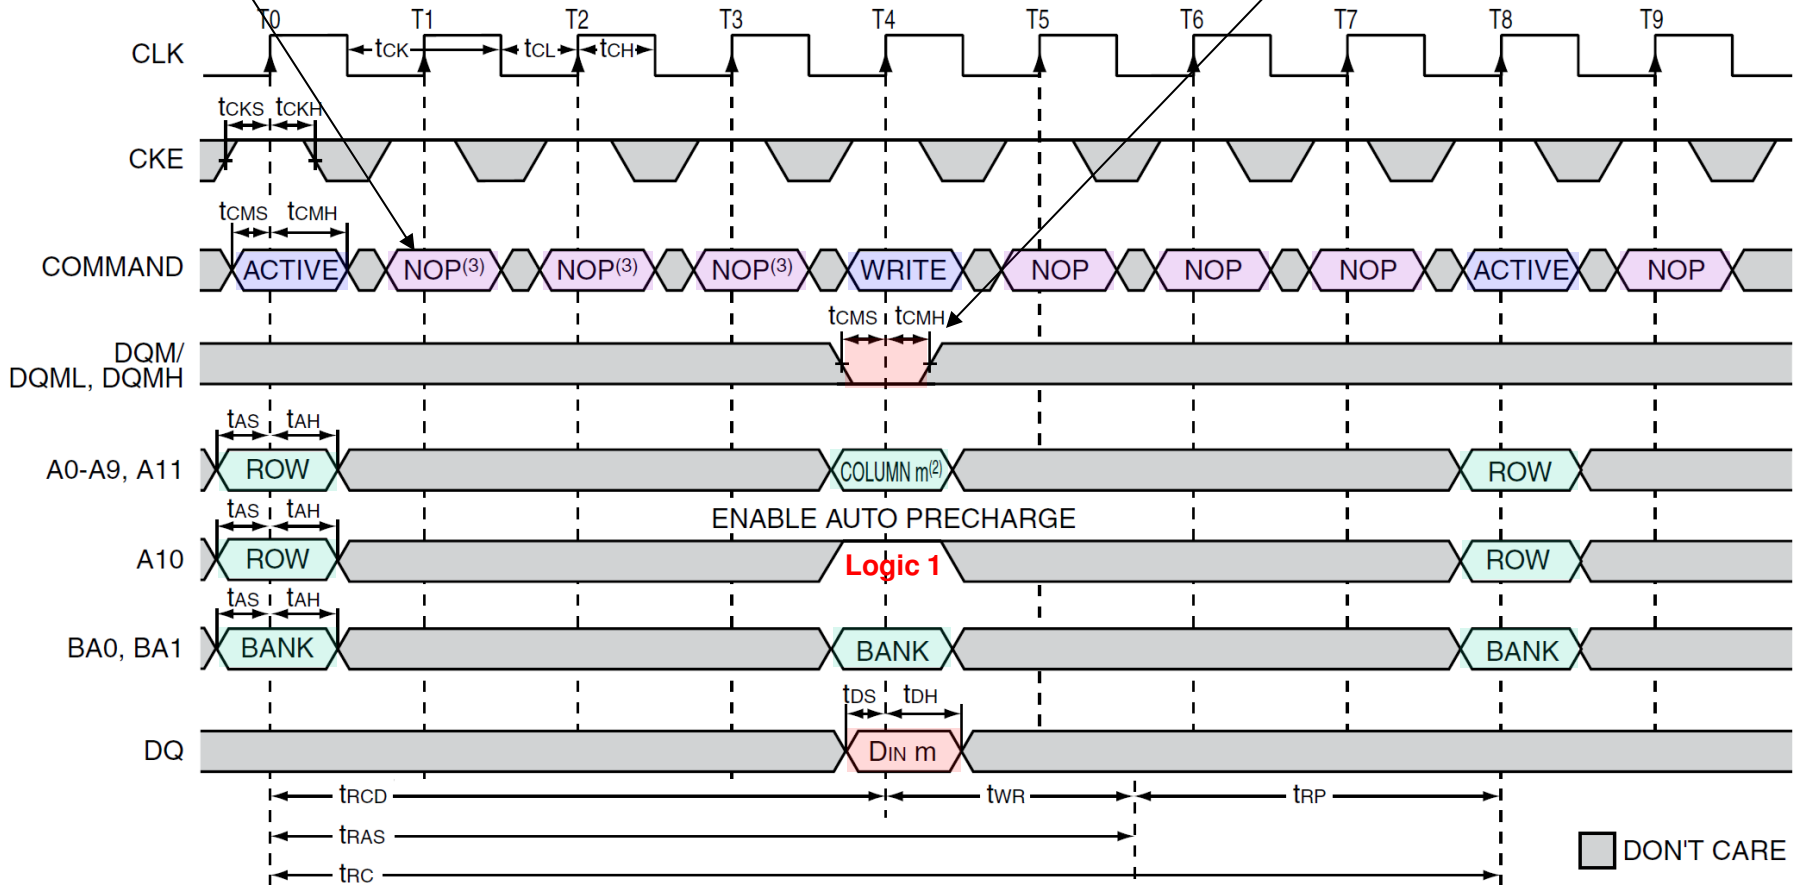 T0 T1 T2 T3 T4 T5 T6 T7 T8 T9
CLK tCK tCL tCH
tCKS tCKH
CKE
tCMS tCMH
COMMAND ACTIVE NOP(3) NOP(3) NOP(3) WRITE NOP NOP NOP ACTIVE NOP
tCMS tCMH
DQM/
DQML, DQMH
tAS tAH
A0-A9, A11 ROW COLUMN m(2) ROW
tAS tAH ENABLE AUTO PRECHARGE
A10 ROW Logic 1 ROW
tAS tAH
BA0, BA1 BANK BANK BANK
tDS tDH
DQ DIN m
tRCD tWR tRP
tRAS
DON'T CARE
tRC